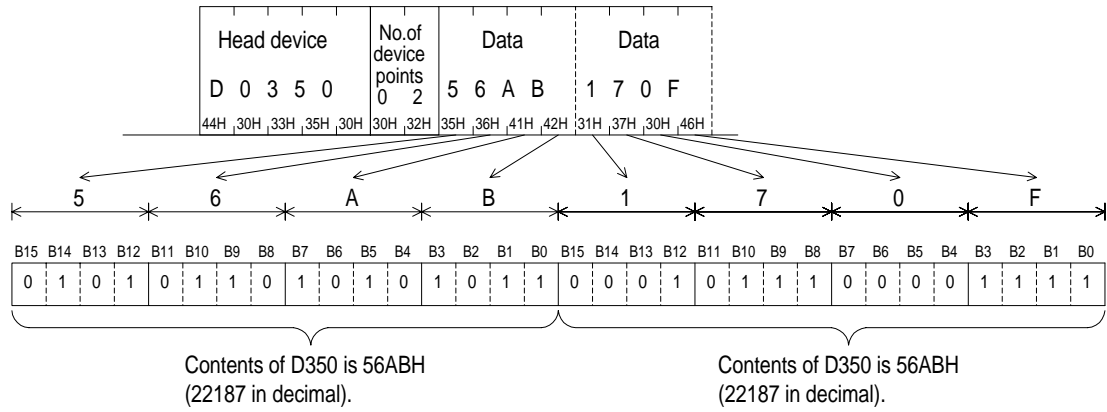 Head device
No.of
device
points
Data
Data
D 0 3 5 0
0 2
5 6 A B
1 7 0 F
44H 30H 33H 35H 30H 30H 32H 35H 36H 41H 42H 31H 37H 30H 46H
5 6 A B 1 7 0 F
B15 B14 B13 B12 B11 B10 B9 B8 B7 B6 B5 B4 B3 B2 B1 B0 B15 B14 B13 B12 B11 B10 B9 B8 B7 B6 B5 B4 B3 B2 B1 B0
0 1 0 1 0 1 1 0 1 0 1 0 1 0 1 1 0 0 0 1 0 1 1 1 0 0 0 0 1 1 1 1
Contents of D350 is 56ABH
(22187 in decimal).
Contents of D350 is 56ABH
(22187 in decimal).